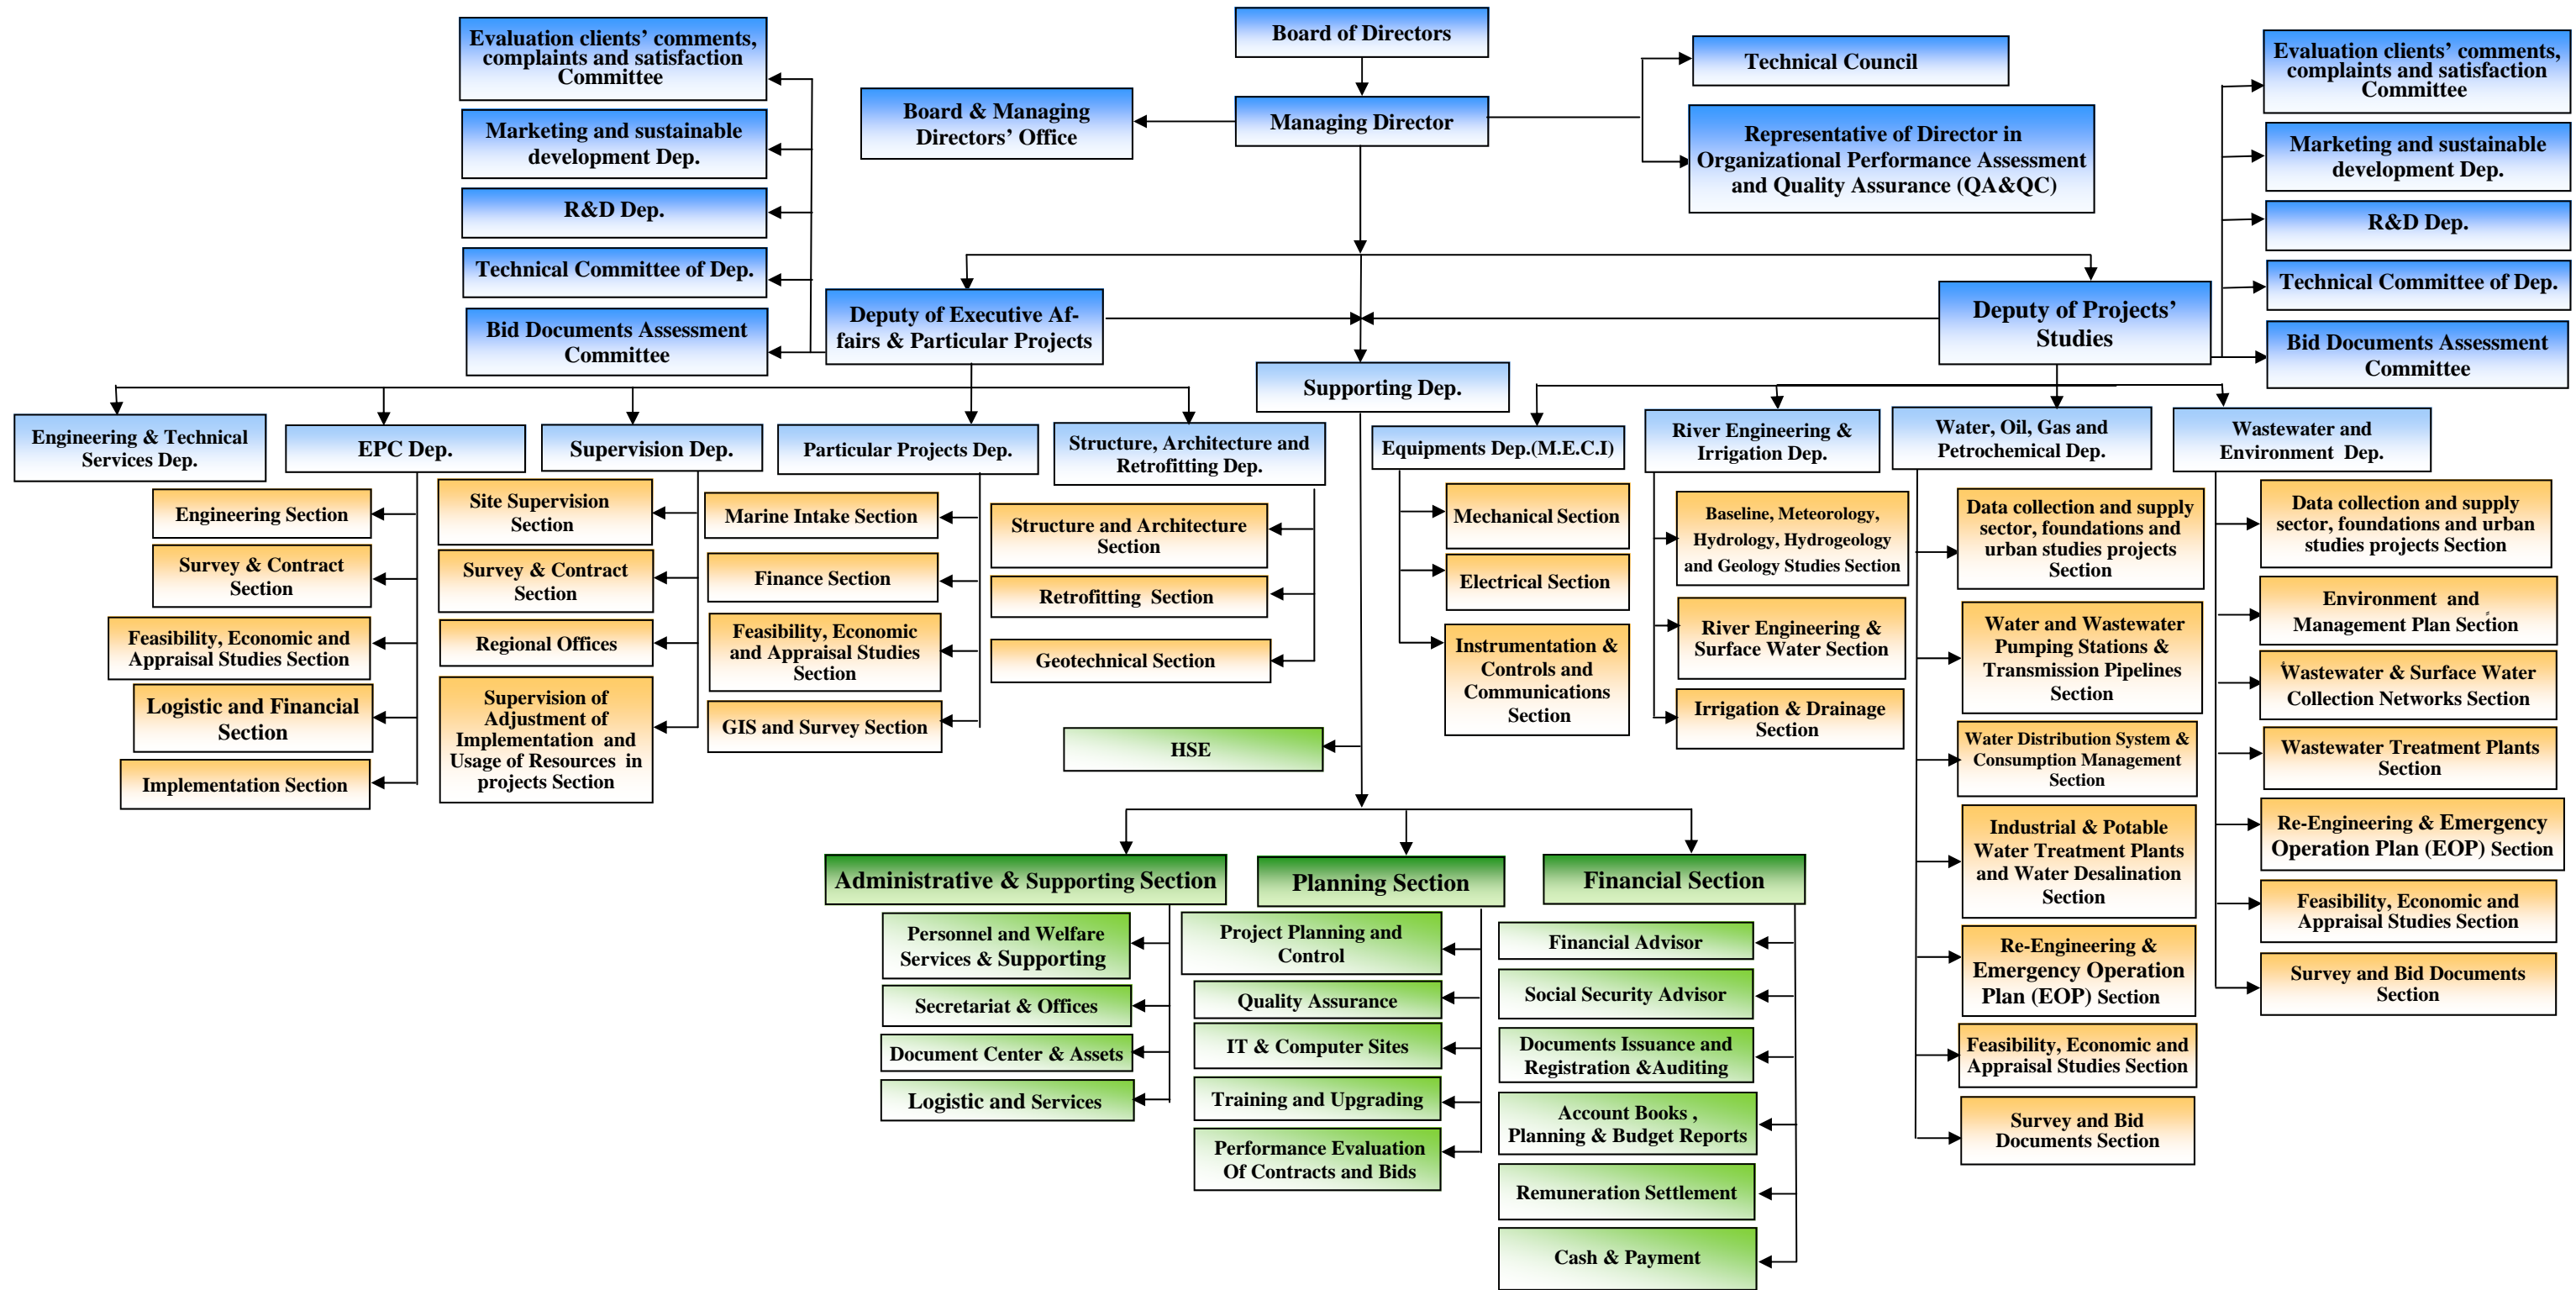 Board of Directors
Managing Director
Board & Managing
Directors’ Office
Technical Council
Representative of Director in
Organizational Performance Assessment
and Quality Assurance (QA&QC)
Evaluation clients’ comments,
complaints and satisfaction
Committee
Marketing and sustainable
development Dep.
R&D Dep.
Technical Committee of Dep.
Bid Documents Assessment
Committee
Evaluation clients’ comments,
complaints and satisfaction
Committee
Marketing and sustainable
development Dep.
R&D Dep.
Technical Committee of Dep.
Bid Documents Assessment
Committee
Deputy of Executive Af-
fairs & Particular Projects
Deputy of Projects’
Studies
Supporting Dep.
Engineering & Technical
Services Dep.
EPC Dep.
Engineering Section
Survey & Contract
Section
Feasibility, Economic and
Appraisal Studies Section
Logistic and Financial
Section
Implementation Section
Supervision Dep.
Site Supervision
Section
Survey & Contract
Section
Regional Offices
Supervision of
Adjustment of
Implementation and
Usage of Resources in
projects Section
Particular Projects Dep.
Marine Intake Section
Finance Section
Feasibility, Economic
and Appraisal Studies
Section
GIS and Survey Section
Structure, Architecture and
Retrofitting Dep.
Structure and Architecture
Section
Retrofitting Section
Geotechnical Section
Equipments Dep.(M.E.C.I)
Mechanical Section
Electrical Section
Instrumentation &
Controls and
Communications
Section
River Engineering &
Irrigation Dep.
Baseline, Meteorology,
Hydrology, Hydrogeology
and Geology Studies Section
River Engineering &
Surface Water Section
Irrigation & Drainage
Section
Water, Oil, Gas and
Petrochemical Dep.
Data collection and supply
sector, foundations and
urban studies projects
Section
Water and Wastewater
Pumping Stations &
Transmission Pipelines
Section
Water Distribution System &
Consumption Management
Section
Industrial & Potable
Water Treatment Plants
and Water Desalination
Section
Re-Engineering &
Emergency Operation
Plan (EOP) Section
Feasibility, Economic and
Appraisal Studies Section
Survey and Bid
Documents Section
Wastewater and
Environment Dep.
Data collection and supply
sector, foundations and urban
studies projects Section
Environment and
Management Plan Section
Wastewater & Surface Water
Collection Networks Section
Wastewater Treatment Plants
Section
Re-Engineering & Emergency
Operation Plan (EOP) Section
Feasibility, Economic and
Appraisal Studies Section
Survey and Bid Documents
Section
HSE
Administrative & Supporting Section
Personnel and Welfare
Services & Supporting
Secretariat & Offices
Document Center & Assets
Logistic and Services
Planning Section
Project Planning and
Control
Quality Assurance
IT & Computer Sites
Training and Upgrading
Performance Evaluation
Of Contracts and Bids
Financial Section
Financial Advisor
Social Security Advisor
Documents Issuance and
Registration &Auditing
Account Books ,
Planning & Budget Reports
Remuneration Settlement
Cash & Payment